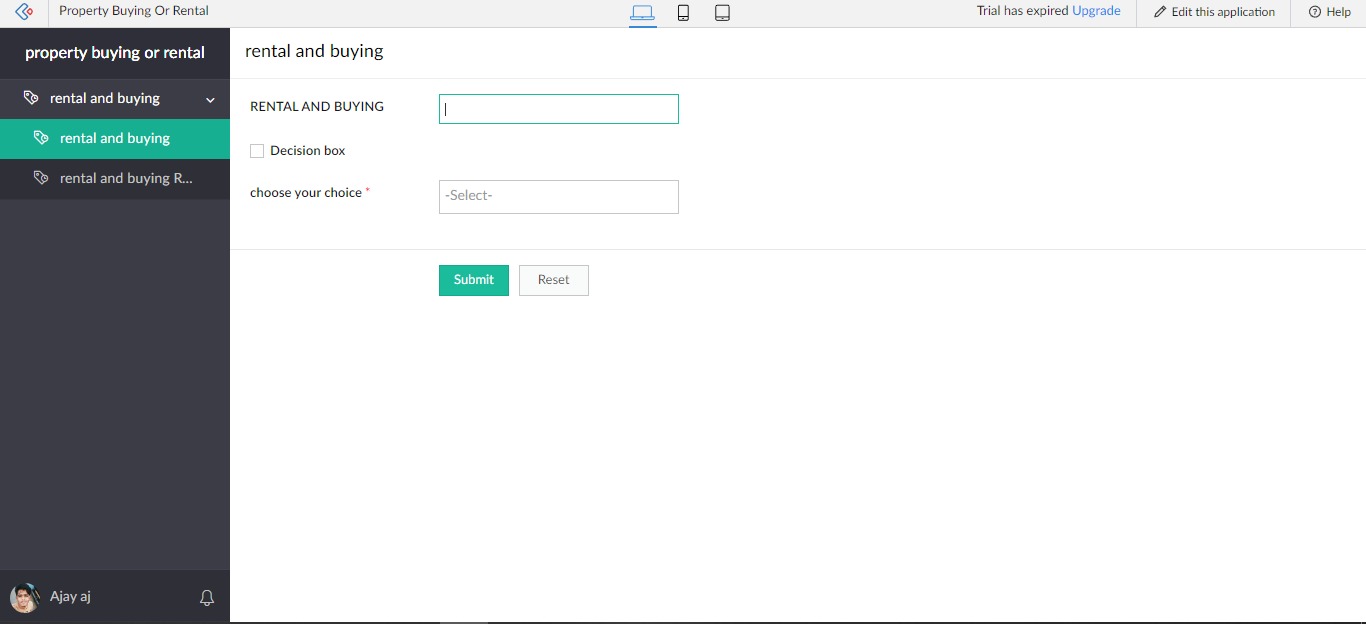 Property Buying Or Rental
Trial has expired Upgrade
Edit this application
Help
property buying or rental
rental and buying
rental and buying
rental and buying R...
rental and buying
RENTAL AND BUYING
Decision box
choose your choice *
-Select-
Submit
Reset
Ajay aj